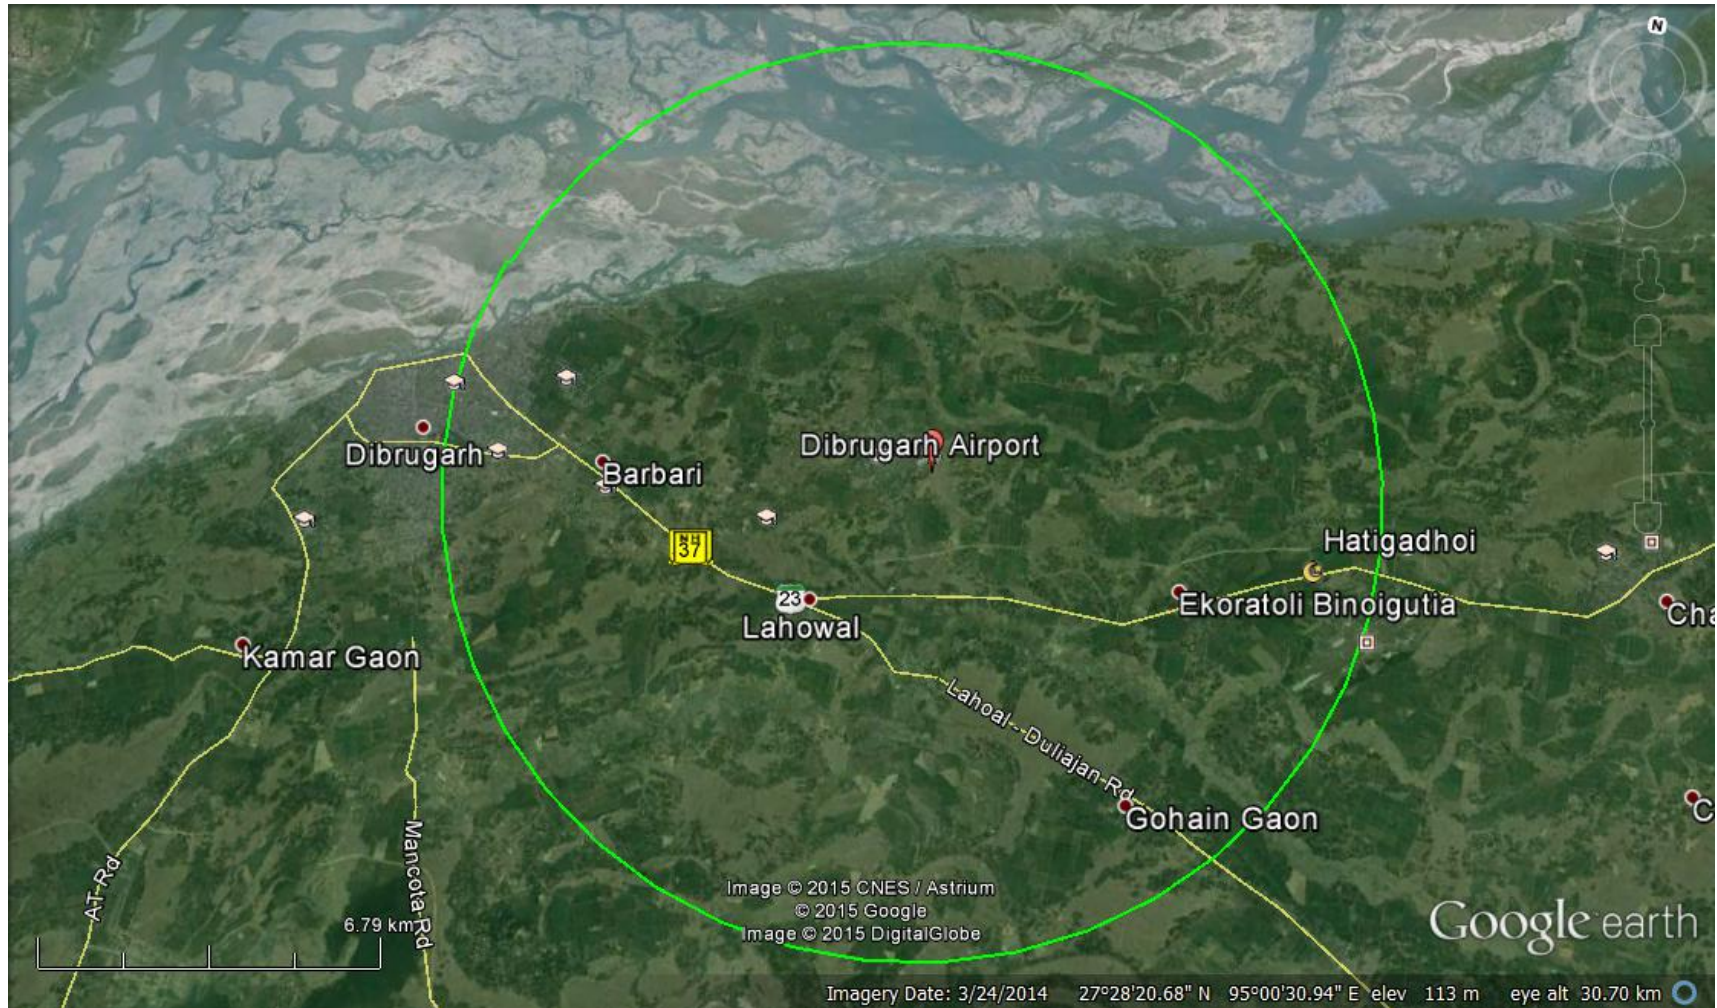 N
Dibrugarh
Barbari
Dibrugarh Airport
NH
37
Hatigadhoi
23
Ekoratoli Binoigutia
Cha
Lahowal
Kamar Gaon
Lahoal - Duliajan Rd
Gohain Gaon
C
AT Rd
Mancota Rd
6.79 km
Image © 2015 CNES / Astrium
© 2015 Google
Image © 2015 DigitalGlobe
Google earth
Imagery Date: 3/24/2014 27°28'20.68" N 95°00'30.94" E elev 113 m eye alt 30.70 km